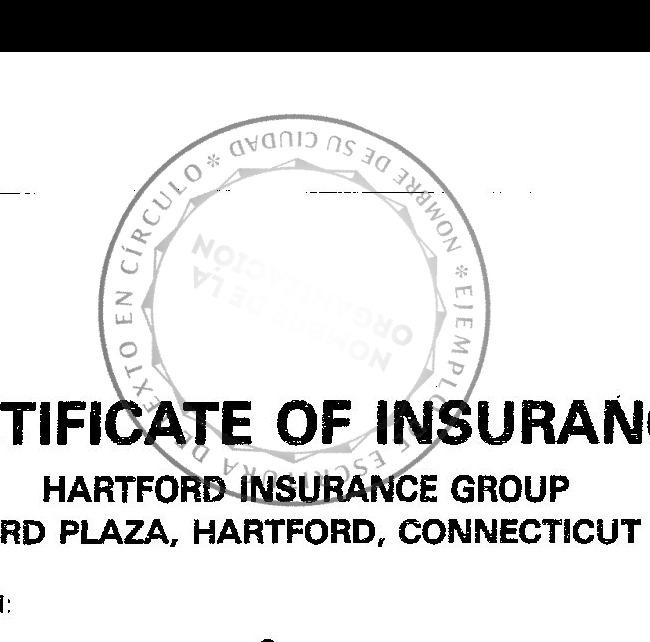 NOMBRE DE SU CIUDAD
* EJEMPLO DE ESCRITURA DE TEXTO EN CÍRCULO *
NOMBRE DE LA
ORGANIZACIÓN
TIFICATE OF INSURAN
HARTFORD INSURANCE GROUP
RD PLAZA, HARTFORD, CONNECTICUT